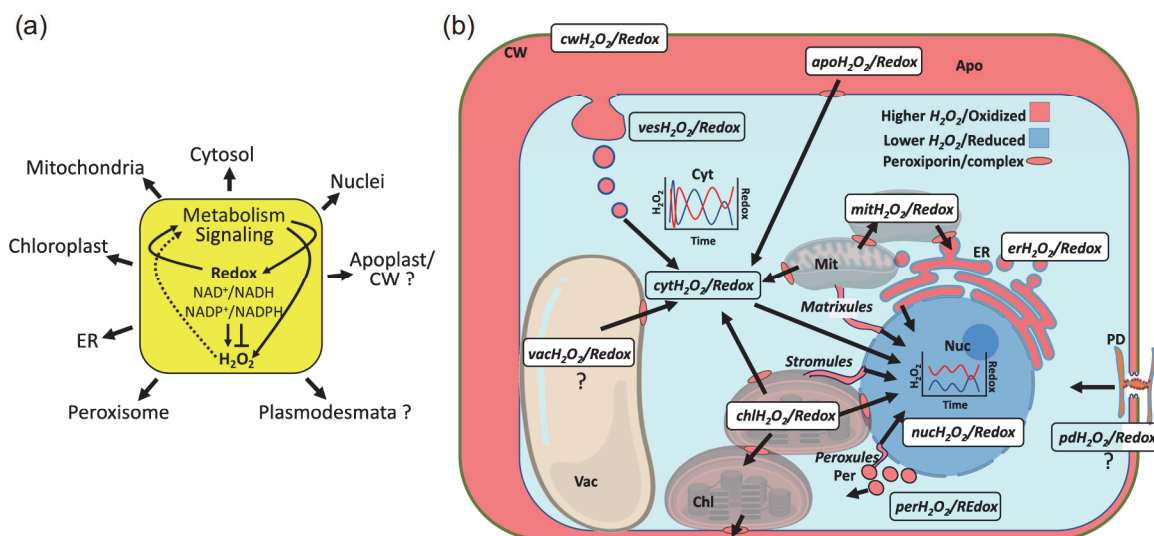 (a)
Mitochondria
Cytosol
Nuclei
Chloroplast
Metabolism
Signaling
Redox
NAD⁺/NADH
NADP⁺/NADPH
H₂O₂
Apoplast/
CW ?
ER
Peroxisome
Plasmodesmata ?
(b)
CW
cwH₂O₂/Redox
apoH₂O₂/Redox
Apo
vesH₂O₂/Redox
Higher H₂O₂/Oxidized
Lower H₂O₂/Reduced
Peroxiporin/complex
Cyt
H₂O₂
Redox
Time
mitH₂O₂/Redox
Mit
ER
erH₂O₂/Redox
cytH₂O₂/Redox
Matrixules
vacH₂O₂/Redox
?
Stromules
Nuc
H₂O₂
Redox
Time
PD
chlH₂O₂/Redox
nucH₂O₂/Redox
pdH₂O₂/Redox
?
Peroxules
Per
Vac
Chl
perH₂O₂/REdox